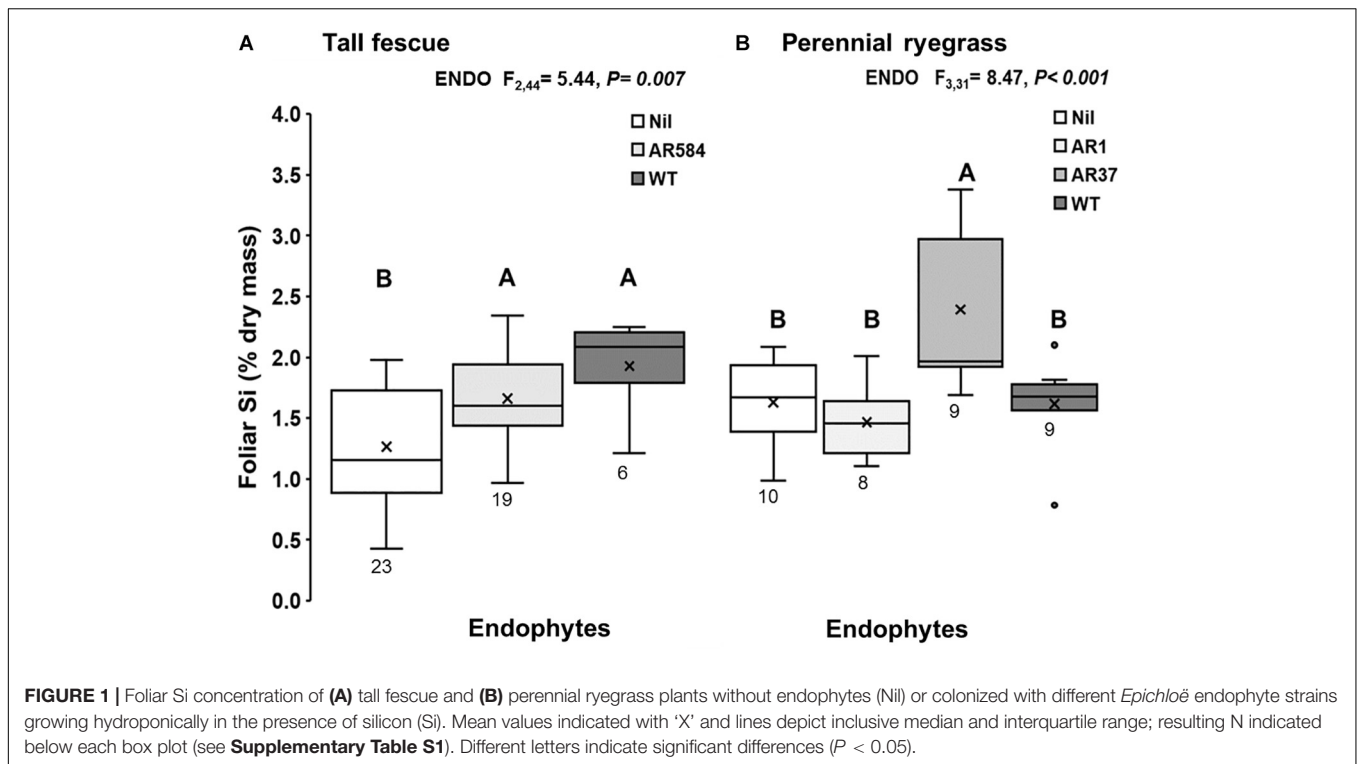 A Tall fescue
ENDO F2,44= 5.44, P= 0.007
Nil
AR584
WT
B Perennial ryegrass
ENDO F3,31= 8.47, P< 0.001
Nil
AR1
AR37
WT
Foliar Si (% dry mass)
4.0
3.5
3.0
2.5
2.0
1.5
1.0
0.5
0.0
B
A
A
23
19
6
B
B
A
B
10
8
9
9
Endophytes
Endophytes
FIGURE 1 | Foliar Si concentration of (A) tall fescue and (B) perennial ryegrass plants without endophytes (Nil) or colonized with different Epichloë endophyte strains
growing hydroponically in the presence of silicon (Si). Mean values indicated with ‘X’ and lines depict inclusive median and interquartile range; resulting N indicated
below each box plot (see Supplementary Table S1). Different letters indicate significant differences (P < 0.05).